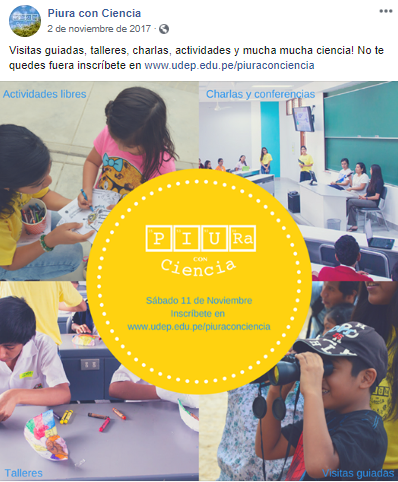 Piura con Ciencia
2 de noviembre de 2017 ·
Visitas guiadas, talleres, charlas, actividades y mucha mucha ciencia! No te
quedes fuera inscríbete en www.udep.edu.pe/piuraconciencia
Actividades libres
Charlas y conferencias
PIURa
CON
Ciencia
Sábado 11 de Noviembre
Inscríbete en
www.udep.edu.pe/piuraconciencia
Talleres
Visitas guiadas